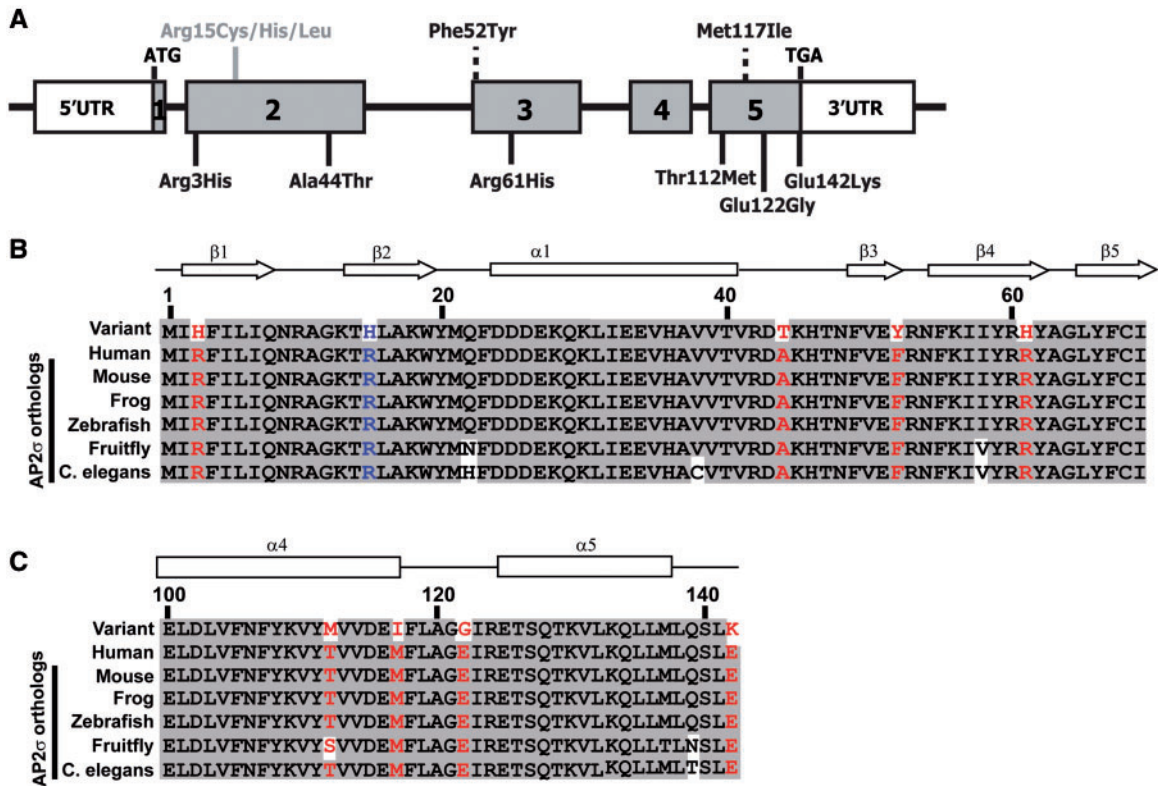 A
Arg15Cys/His/Leu
Phe52Tyr
Met117Ile
ATG
TGA
5'UTR
1
2
3
4
5
3'UTR
Arg3His
Ala44Thr
Arg61His
Thr112Met
Glu142Lys
Glu122Gly
B
β1
β2
α1
β3
β4
β5
1
20
40
60
Variant MIHFILIQNRAGKTHLAKWYMQFDDDEKQKLIEEVHAVVTVRDTKHTNFVEYRNFKIIYRHYAGLYFCI
Human MIRFILIQNRAGKTRLAKWYMQFDDDEKQKLIEEVHAVVTVRDAKHTNFVEFRNFKIIYRRYAGLYFCI
Mouse MIRFILIQNRAGKTRLAKWYMQFDDDEKQKLIEEVHAVVTVRDAKHTNFVEFRNFKIIYRRYAGLYFCI
Frog MIRFILIQNRAGKTRLAKWYMQFDDDEKQKLIEEVHAVVTVRDAKHTNFVEFRNFKIIYRRYAGLYFCI
Zebrafish MIRFILIQNRAGKTRLAKWYMQFDDDEKQKLIEEVHAVVTVRDAKHTNFVEFRNFKIIYRRYAGLYFCI
Fruitfly MIRFILIQNRAGKTRLAKWYMNFDDDEKQKLIEEVHAVVTVRDAKHTNFVEFRNFKIVYRRYAGLYFCI
C. elegans MIRFILIQNRAGKTRLAKWYMHFDDDEKQKLIEEVHACVTVRDAKHTNFVEFRNFKIVYRRYAGLYFCI
AP2σ orthologs
C
α4
α5
100
120
140
Variant ELDLVFNFYKVYMVVDEIFLAGGIRETSQTKVLKQLLMLQSLK
Human ELDLVFNFYKVYTVVDEMFLAGEIRETSQTKVLKQLLMLQSLE
Mouse ELDLVFNFYKVYTVVDEMFLAGEIRETSQTKVLKQLLMLQSLE
Frog ELDLVFNFYKVYTVVDEMFLAGEIRETSQTKVLKQLLMLQSLE
Zebrafish ELDLVFNFYKVYTVVDEMFLAGEIRETSQTKVLKQLLMLQSLE
Fruitfly ELDLVFNFYKVYSVVDEMFLAGEIRETSQTKVLKQLLTLNSLE
C. elegans ELDLVFNFYKVYTVVDEMFLAGEIRETSQTKVLKQLLMLTSLE
AP2σ orthologs